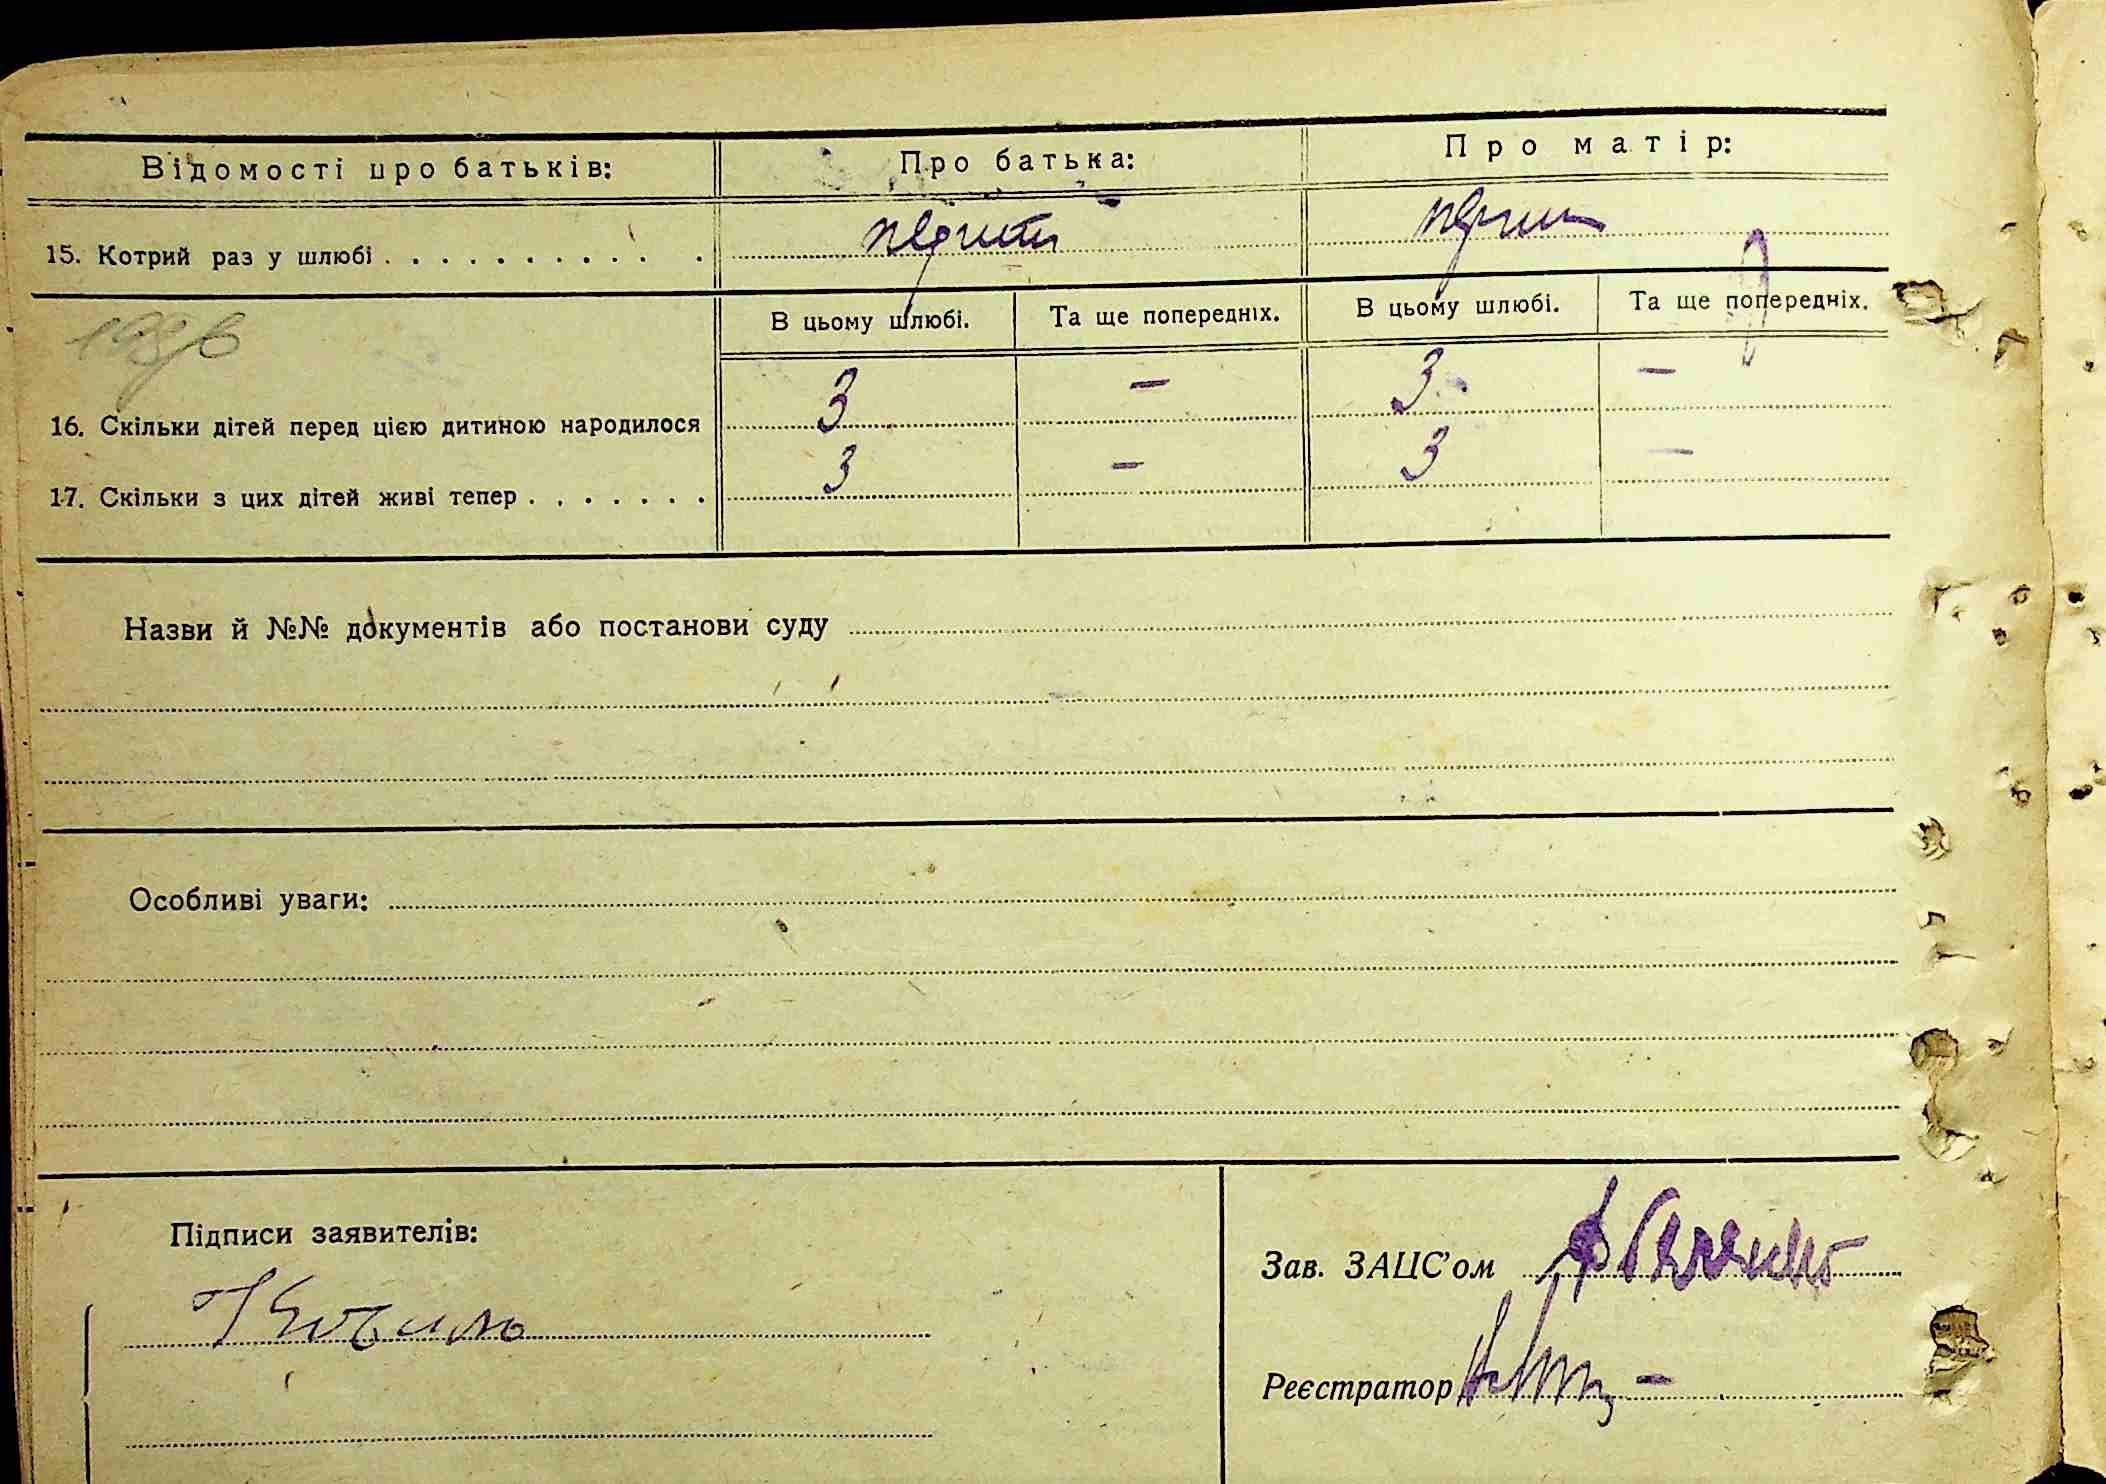 Відомості про батьків: Про батька: Про матір:
15. Котрий раз у шлюбі . . . . . . . . . . . . перший
В цьому шлюбі. Та ще попередніх. В цьому шлюбі. Та ще попередніх.
16. Скільки дітей перед цією дитиною народилося 3 — 3 —
17. Скільки з цих дітей живі тепер . . . . . . . 3 — 3 —
Назви й №№ документів або постанови суду
Особливі уваги:
Підписи заявителів:
Зав. ЗАЦС'ом
Реєстратор